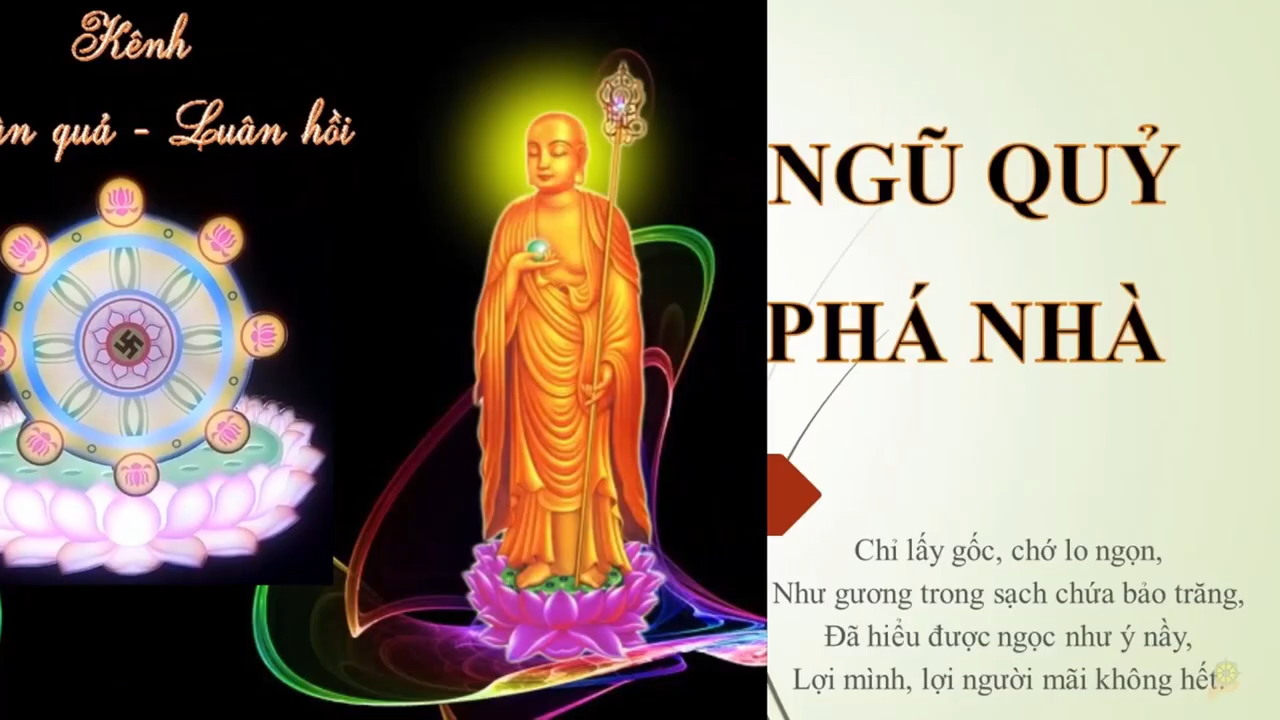 Kênh
quả - Luân hồi
NGŨ QUỶ
PHÁ NHÀ
Chỉ lấy gốc, chớ lo ngọn,
Như gương trong sạch chứa bảo trăng,
Đã hiểu được ngọc như ý nầy,
Lợi mình, lợi người mãi không hết.